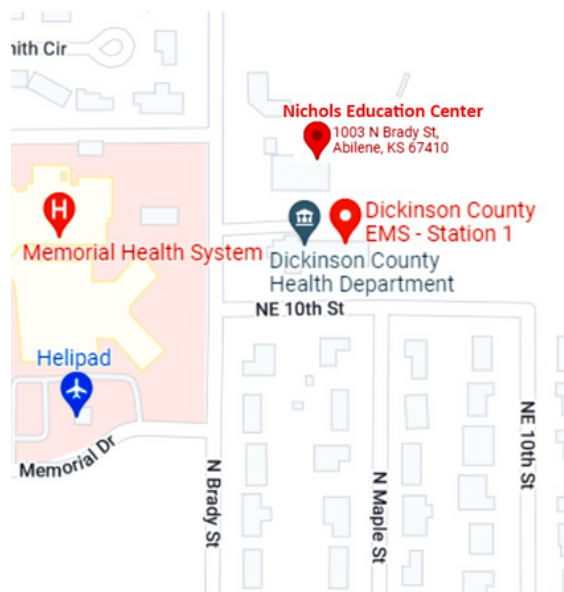 nith Cir
Nichols Education Center
1003 N Brady St,
Abilene, KS 67410
H
Memorial Health System
Dickinson County
EMS - Station 1
Dickinson County
Health Department
NE 10th St
Helipad
Memorial Dr
N Brady St
N Maple St
NE 10th St